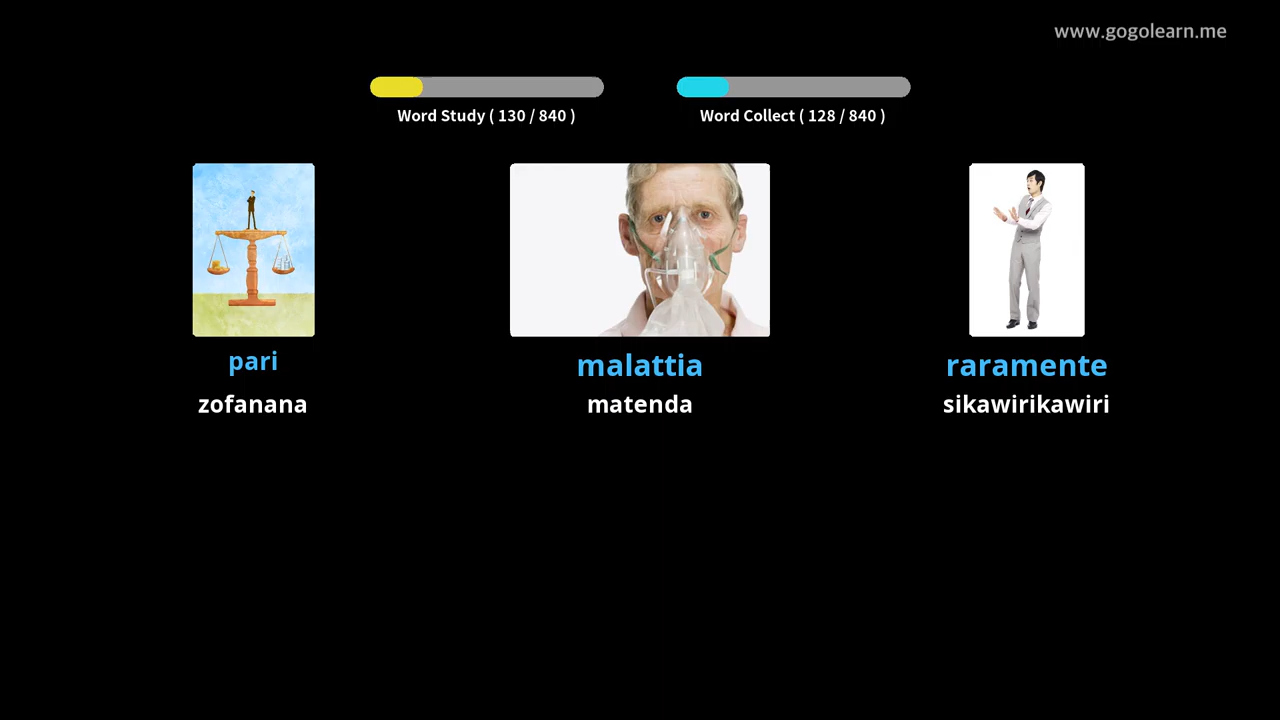 www.gogolearn.me
Word Study ( 130 / 840 )
Word Collect ( 128 / 840 )
pari
zofanana
malattia
matenda
raramente
sikawirikawiri